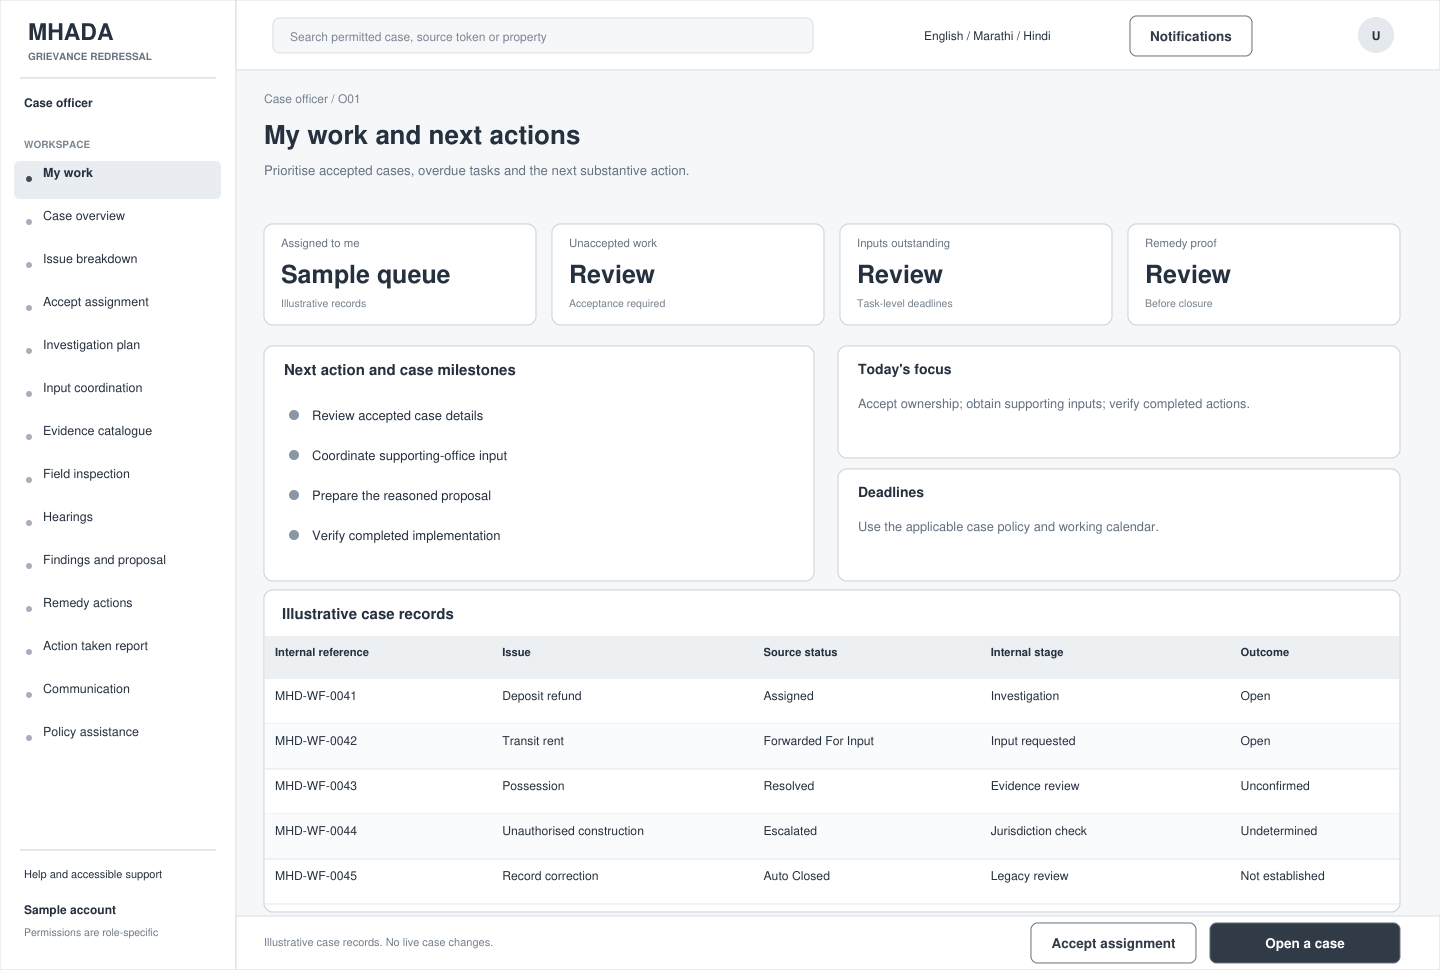 MHADA
GRIEVANCE REDRESSAL
Case officer
WORKSPACE
My work
Case overview
Issue breakdown
Accept assignment
Investigation plan
Input coordination
Evidence catalogue
Field inspection
Hearings
Findings and proposal
Remedy actions
Action taken report
Communication
Policy assistance
Help and accessible support
Sample account
Permissions are role-specific
Search permitted case, source token or property
English / Marathi / Hindi
Notifications
U
Case officer / O01
My work and next actions
Prioritise accepted cases, overdue tasks and the next substantive action.
Assigned to me
Sample queue
Illustrative records
Unaccepted work
Review
Acceptance required
Inputs outstanding
Review
Task-level deadlines
Remedy proof
Review
Before closure
Next action and case milestones
Review accepted case details
Coordinate supporting-office input
Prepare the reasoned proposal
Verify completed implementation
Today's focus
Accept ownership; obtain supporting inputs; verify completed actions.
Deadlines
Use the applicable case policy and working calendar.
Illustrative case records
Internal reference Issue Source status Internal stage Outcome
MHD-WF-0041 Deposit refund Assigned Investigation Open
MHD-WF-0042 Transit rent Forwarded For Input Input requested Open
MHD-WF-0043 Possession Resolved Evidence review Unconfirmed
MHD-WF-0044 Unauthorised construction Escalated Jurisdiction check Undetermined
MHD-WF-0045 Record correction Auto Closed Legacy review Not established
Illustrative case records. No live case changes.
Accept assignment
Open a case